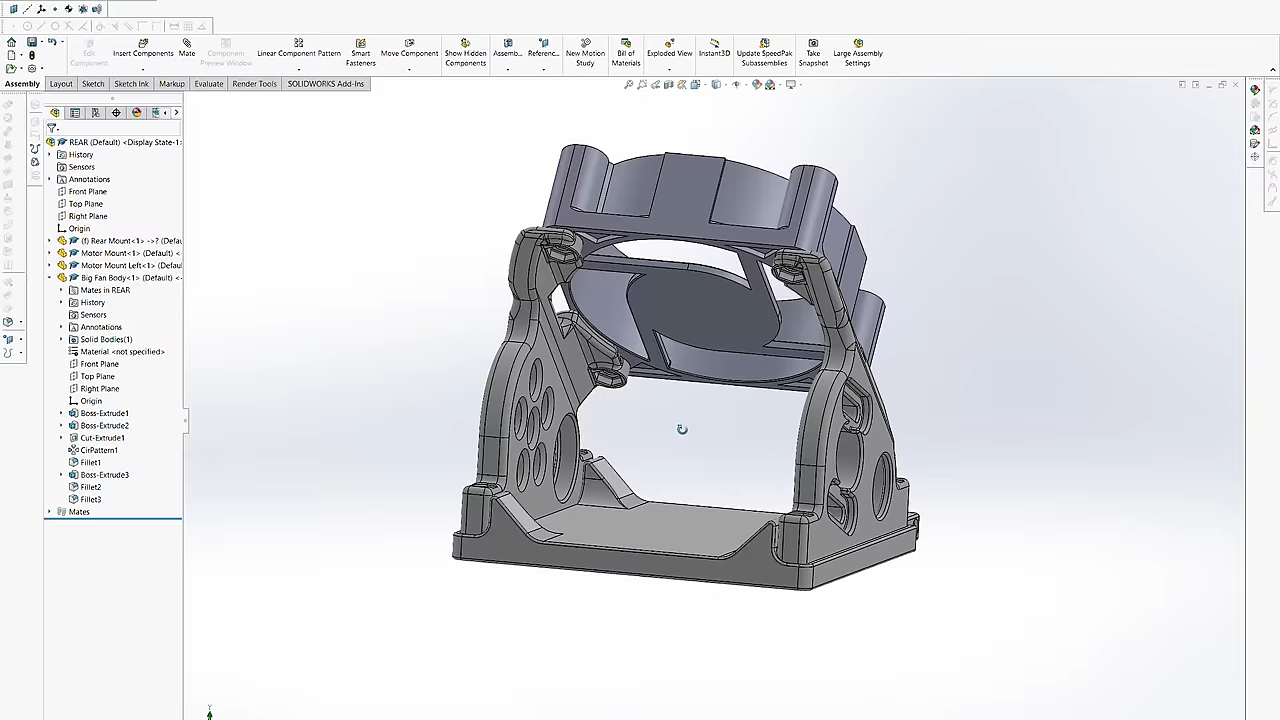 Edit Component
Insert Components
Mate
Component Preview Window
Linear Component Pattern
Smart Fasteners
Move Component
Show Hidden Components
Assemb...
Referenc...
New Motion Study
Bill of Materials
Exploded View
Instant3D
Update SpeedPak Subassemblies
Take Snapshot
Large Assembly Settings
Assembly
Layout
Sketch
Sketch Ink
Markup
Evaluate
Render Tools
SOLIDWORKS Add-Ins
REAR (Default) <Display State-1
History
Sensors
Annotations
Front Plane
Top Plane
Right Plane
Origin
(f) Rear Mount<1> ->? (Defau
Motor Mount<1> (Default) <
Motor Mount Left<1> (Defaul
Big Fan Body<1> (Default) <
Mates in REAR
History
Sensors
Annotations
Solid Bodies(1)
Material <not specified>
Front Plane
Top Plane
Right Plane
Origin
Boss-Extrude1
Boss-Extrude2
Cut-Extrude1
CirPattern1
Fillet1
Boss-Extrude3
Fillet2
Fillet3
Mates
Y